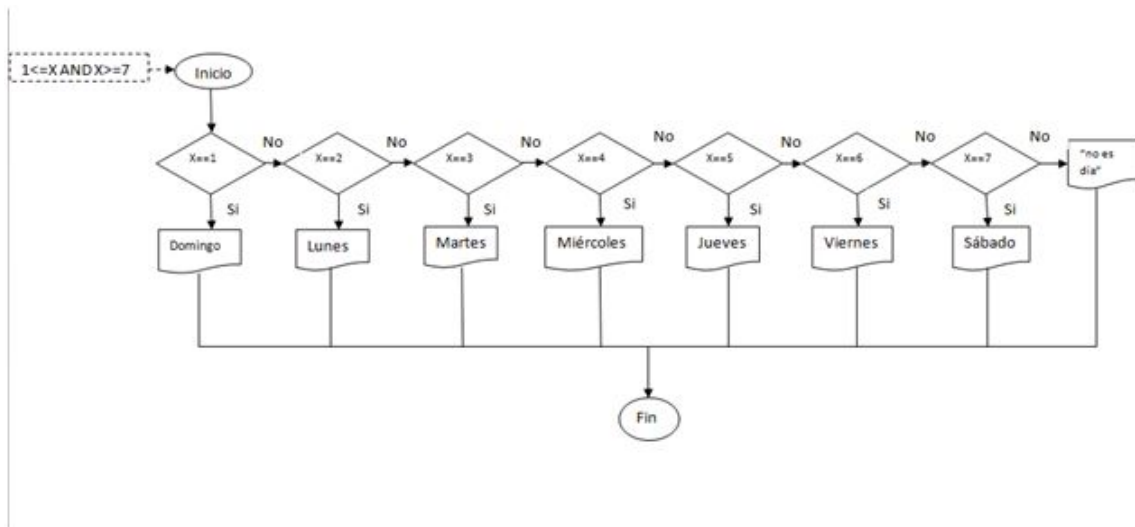 1<=X AND X>=7
Inicio
X==1
No
X==2
No
X==3
No
X==4
No
X==5
No
X==6
No
X==7
No
"no es
día"
Si
Si
Si
Si
Si
Si
Si
Domingo
Lunes
Martes
Miércoles
Jueves
Viernes
Sábado
Fin